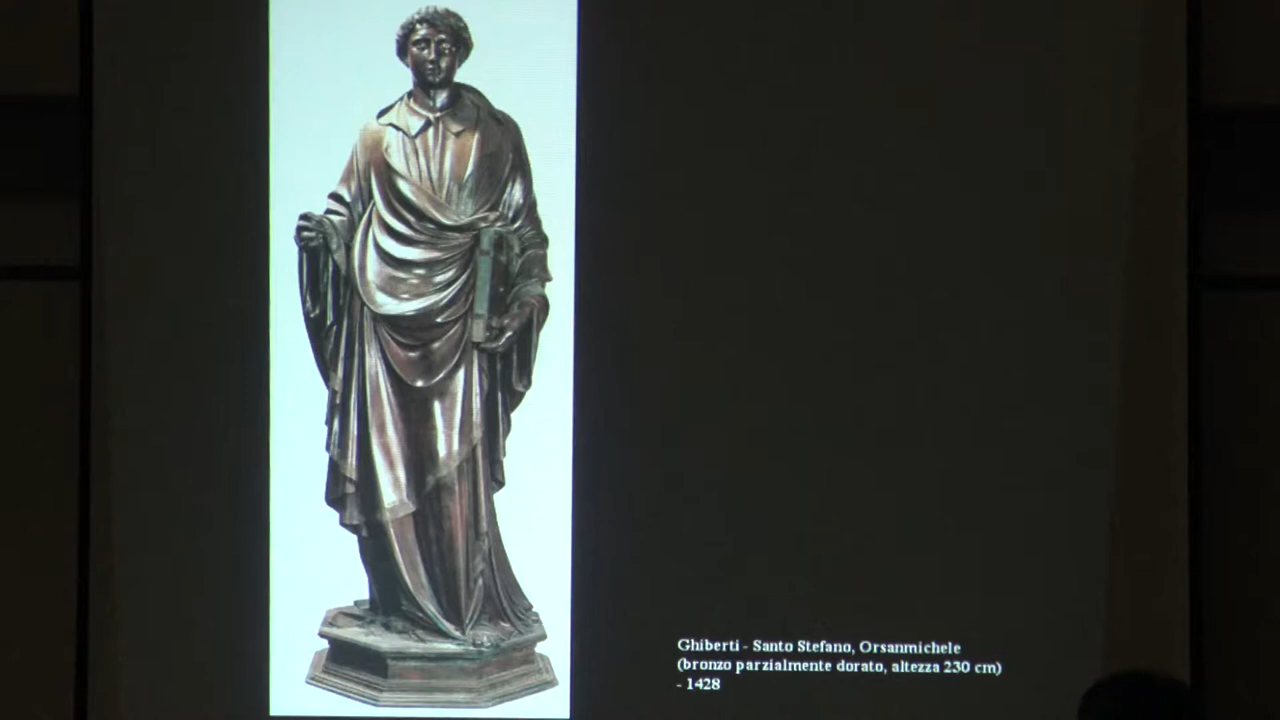 Ghiberti - Santo Stefano, Orsanmichele
(bronzo parzialmente dorato, altezza 230 cm)
- 1428